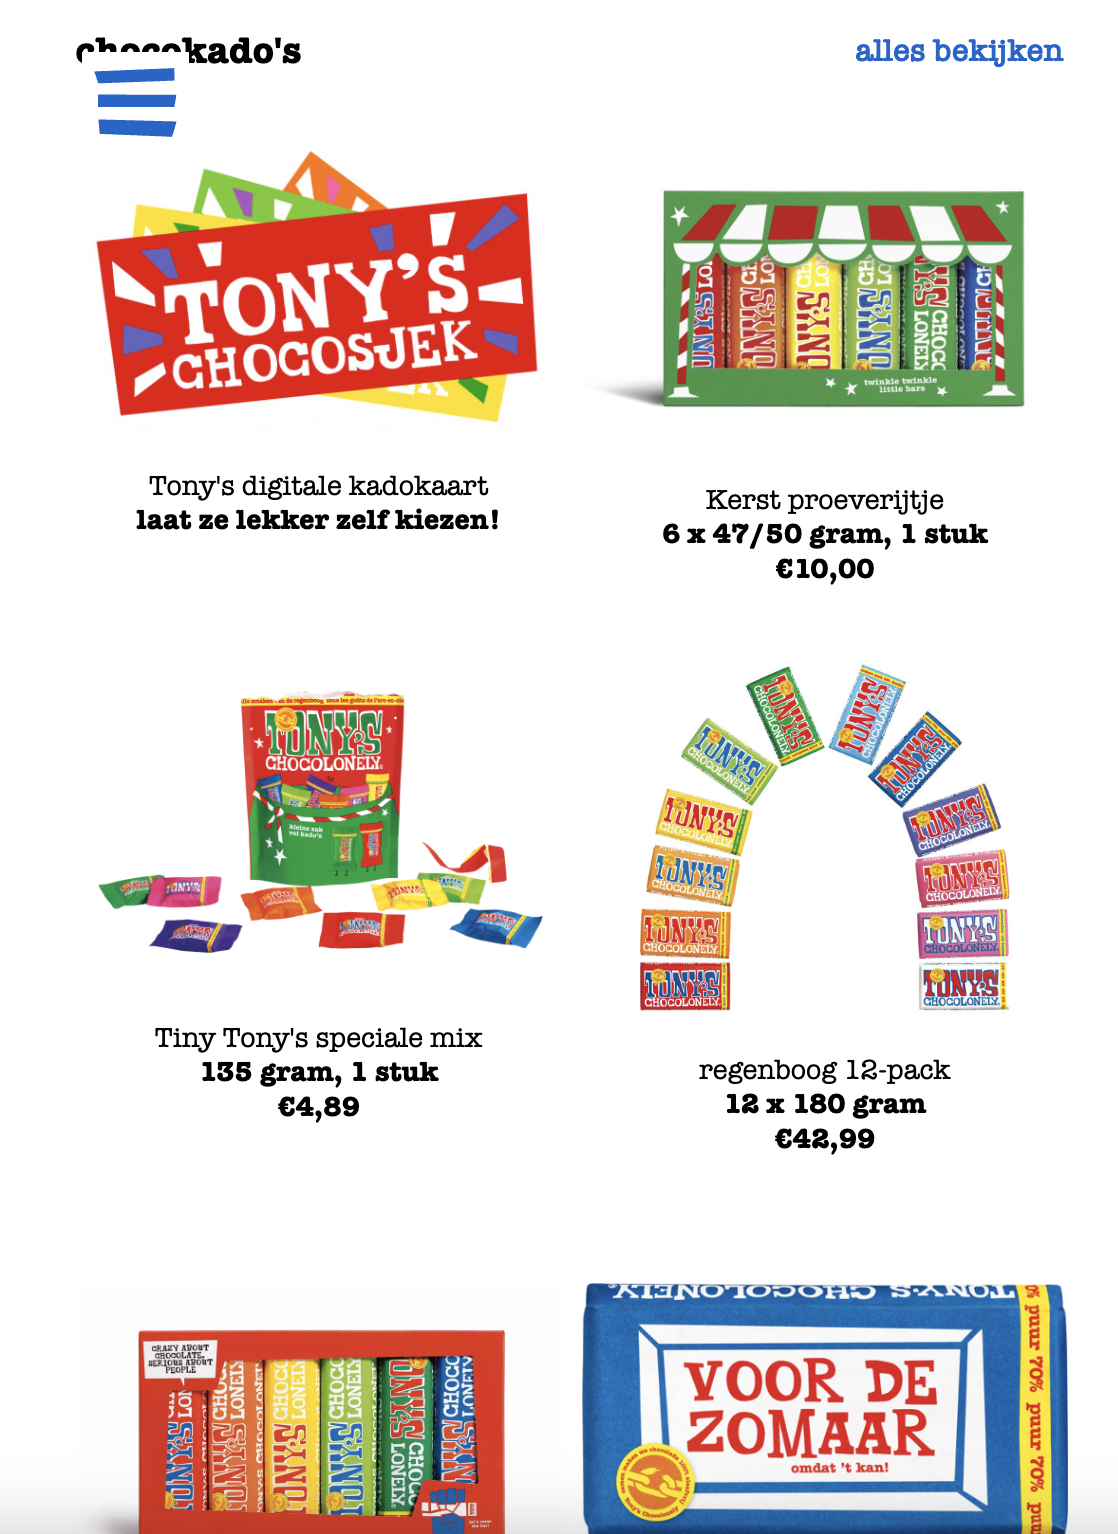 chocokado's
alles bekijken
TONY'S
CHOCOSJEK
twinkle twinkle
little bars
Tony's digitale kadokaart
laat ze lekker zelf kiezen!
Kerst proeverijtje
6 x 47/50 gram, 1 stuk
€10,00
TONY'S
CHOCOLONELY
kleine zak
vol kado's
Tiny Tony's speciale mix
135 gram, 1 stuk
€4,89
TONY'S
CHOCOLONELY
regenboog 12-pack
12 x 180 gram
€42,99
CRAZY ABOUT
CHOCOLATE,
SERIOUS ABOUT
PEOPLE
TONY'S CHOCOLONELY
VOOR DE
ZOMAAR
omdat 't kan!
puur 70%